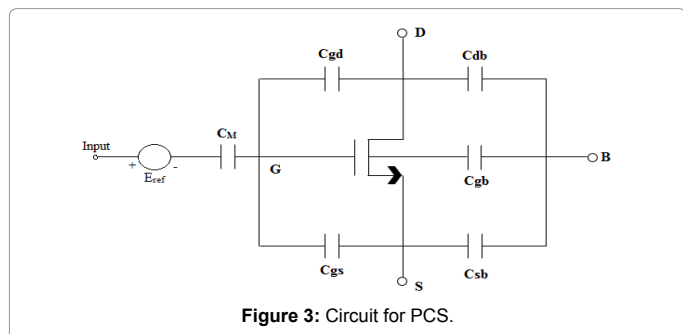 D
Cgd
Cdb
CM
Input
+
-
Eref
G
B
Cgb
Cgs
Csb
S
Figure 3: Circuit for PCS.